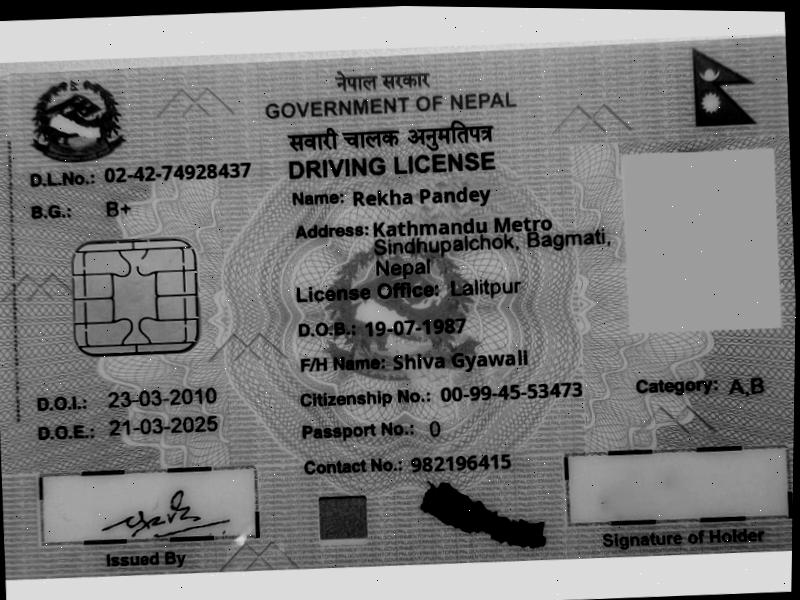 नेपाल सरकार
GOVERNMENT OF NEPAL
सवारी चालक अनुमतिपत्र
DRIVING LICENSE
D.L.No.: 02-42-74928437
B.G.: B+
Name: Rekha Pandey
Address: Kathmandu Metro
Sindhupalchok, Bagmati,
Nepal
License Office: Lalitpur
D.O.B.: 19-07-1987
F/H Name: Shiva Gyawali
Citizenship No.: 00-99-45-53473
Category: A,B
Passport No.: 0
Contact No.: 982196415
D.O.I.: 23-03-2010
D.O.E.: 21-03-2025
Issued By
Signature of Holder